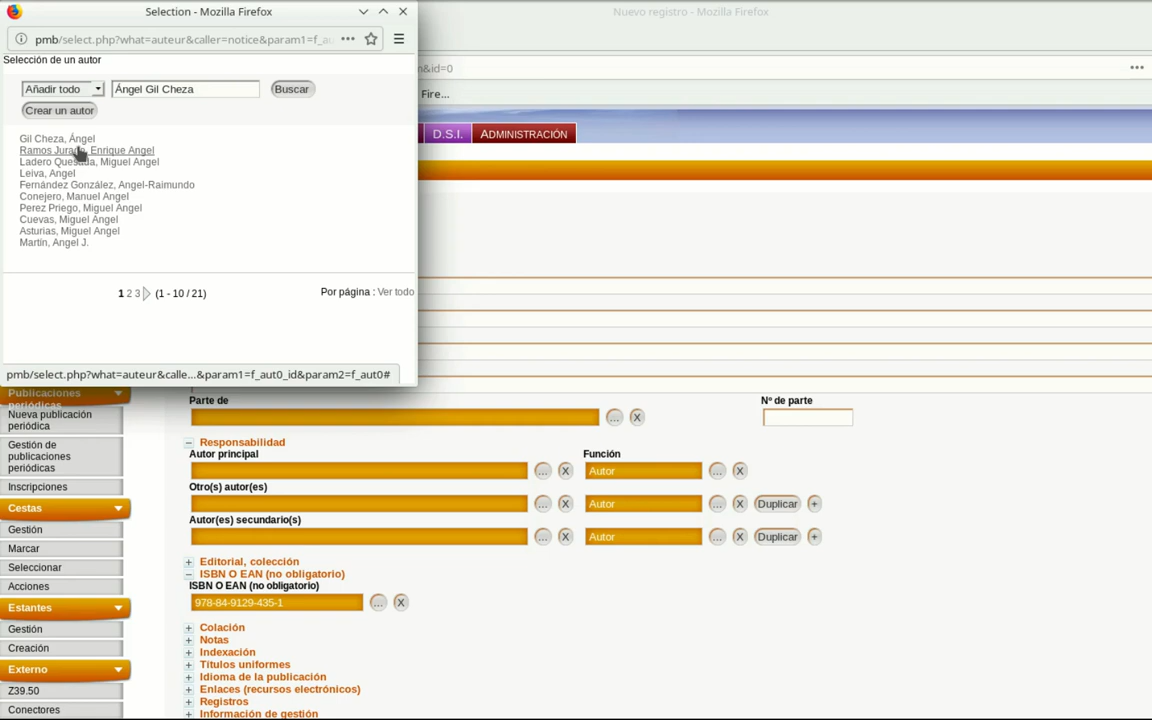 Selection - Mozilla Firefox
Nuevo registro - Mozilla Firefox
pmb/select.php?what=auteur&caller=notice&param1=f_au
n&id=0
Selección de un autor
Añadir todo
Ángel Gil Cheza
Buscar
Fire...
Crear un autor
D.S.I.
ADMINISTRACIÓN
Gil Cheza, Ángel
Ramos Jurado, Enrique Angel
Ladero Quesada, Miguel Angel
Leiva, Angel
Fernández González, Angel-Raimundo
Conejero, Manuel Angel
Perez Priego, Miguel Angel
Cuevas, Miguel Angel
Asturias, Miguel Angel
Martin, Angel J.
1 2 3 (1 - 10 / 21)
Por página : Ver todo
pmb/select.php?what=auteur&calle...&param1=f_aut0_id&param2=f_aut0#
Publicaciones
periódicas
Nueva publicación
periódica
Gestión de
publicaciones
periódicas
Inscripciones
Cestas
Gestión
Marcar
Seleccionar
Acciones
Estantes
Gestión
Creación
Externo
Z39.50
Conectores
Parte de
Nº de parte
... X
Responsabilidad
Autor principal
Función
... X
Autor
... X
Otro(s) autor(es)
... X
Autor
... X
Duplicar
+
Autor(es) secundario(s)
... X
Autor
... X
Duplicar
+
Editorial, colección
ISBN O EAN (no obligatorio)
ISBN O EAN (no obligatorio)
978-84-9129-435-1
... X
Colación
Notas
Indexación
Títulos uniformes
Idioma de la publicación
Enlaces (recursos electrónicos)
Registros
Información de gestión